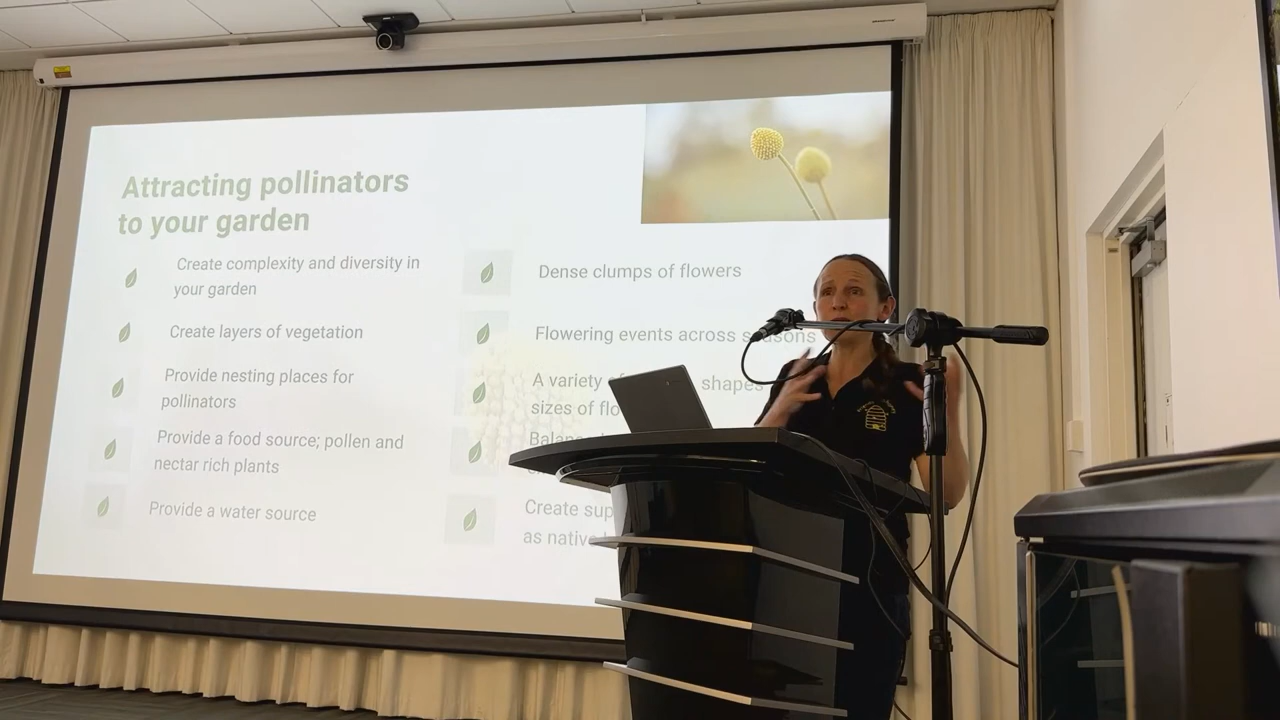 Attracting pollinators
to your garden
Create complexity and diversity in
your garden
Create layers of vegetation
Provide nesting places for
pollinators
Provide a food source; pollen and
nectar rich plants
Provide a water source
Dense clumps of flowers
Flowering events across seasons
A variety shapes
sizes of
Create
as